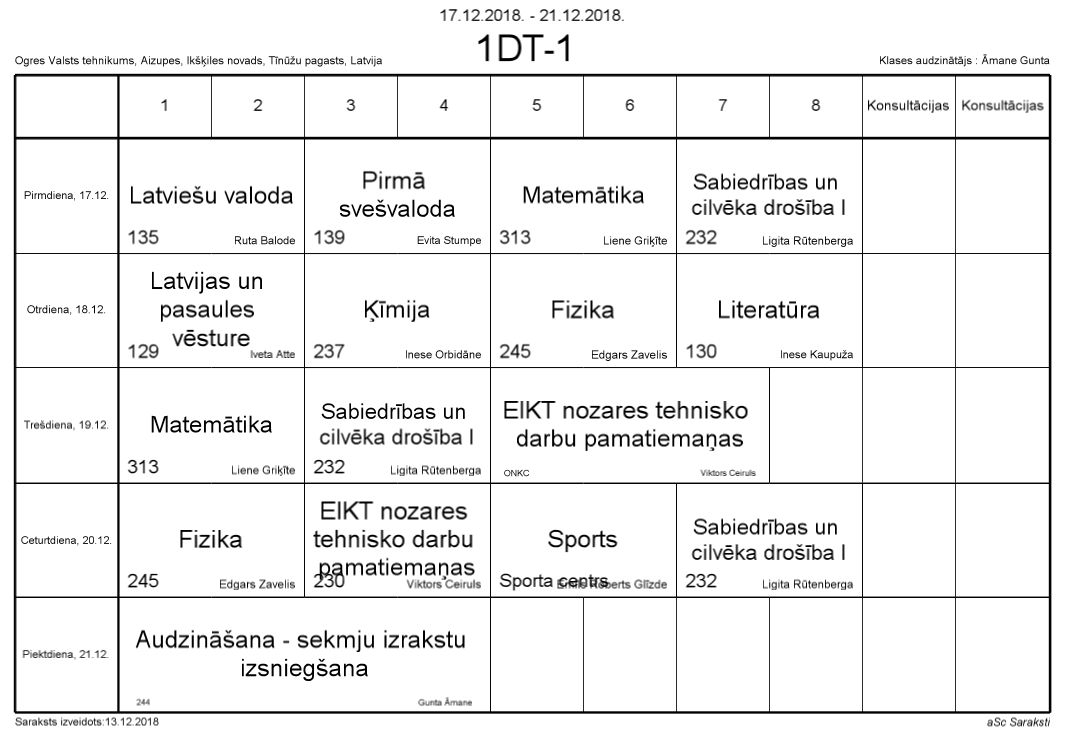 17.12.2018. - 21.12.2018.
1DT-1
Ogres Valsts tehnikums, Aizupes, Ikšķiles novads, Tīnūžu pagasts, Latvija
Klases audzinātājs : Āmane Gunta
1 2 3 4 5 6 7 8 Konsultācijas Konsultācijas
Pirmdiena, 17.12.
Latviešu valoda
135 Ruta Balode
Pirmā
svešvaloda
139 Evita Stumpe
Matemātika
313 Liene Griķīte
Sabiedrības un
cilvēka drošība I
232 Ligita Rūtenberga
Otrdiena, 18.12.
Latvijas un
pasaules
vēsture
129 Iveta Atte
Ķīmija
237 Inese Orbidāne
Fizika
245 Edgars Zavelis
Literatūra
130 Inese Kaupuža
Trešdiena, 19.12.
Matemātika
313 Liene Griķīte
Sabiedrības un
cilvēka drošība I
232 Ligita Rūtenberga
EIKT nozares tehnisko
darbu pamatiemaņas
ONKC Viktors Ceiruls
Ceturtdiena, 20.12.
Fizika
245 Edgars Zavelis
EIKT nozares
tehnisko darbu
pamatiemaņas
230 Viktors Ceiruls
Sports
Sporta centrs Roberts Glīzde
Sabiedrības un
cilvēka drošība I
232 Ligita Rūtenberga
Piektdiena, 21.12.
Audzināšana - sekmju izrakstu
izsniegšana
244 Gunta Āmane
Saraksts izveidots:13.12.2018
aSc Saraksti